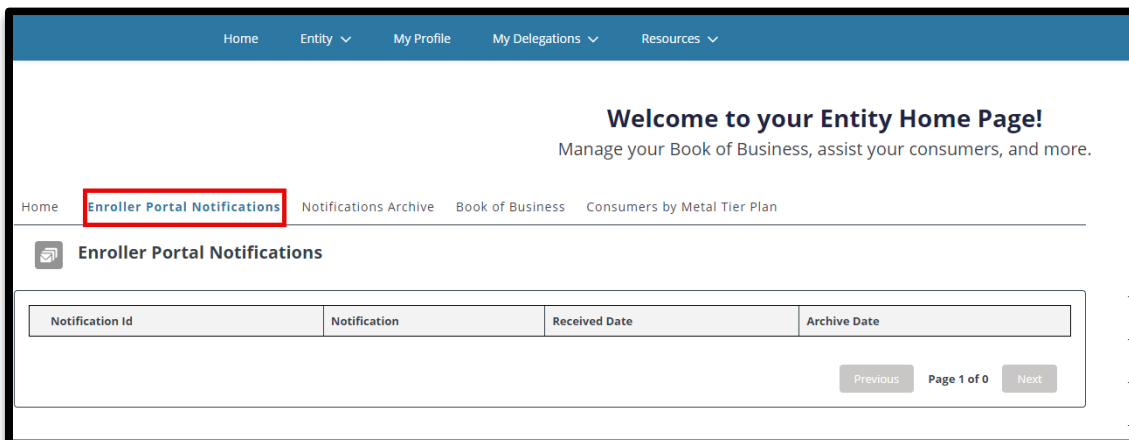 Home Entity My Profile My Delegations Resources
Welcome to your Entity Home Page!
Manage your Book of Business, assist your consumers, and more.
Home Enroller Portal Notifications Notifications Archive Book of Business Consumers by Metal Tier Plan
Enroller Portal Notifications
Notification Id Notification Received Date Archive Date
Previous Page 1 of 0 Next